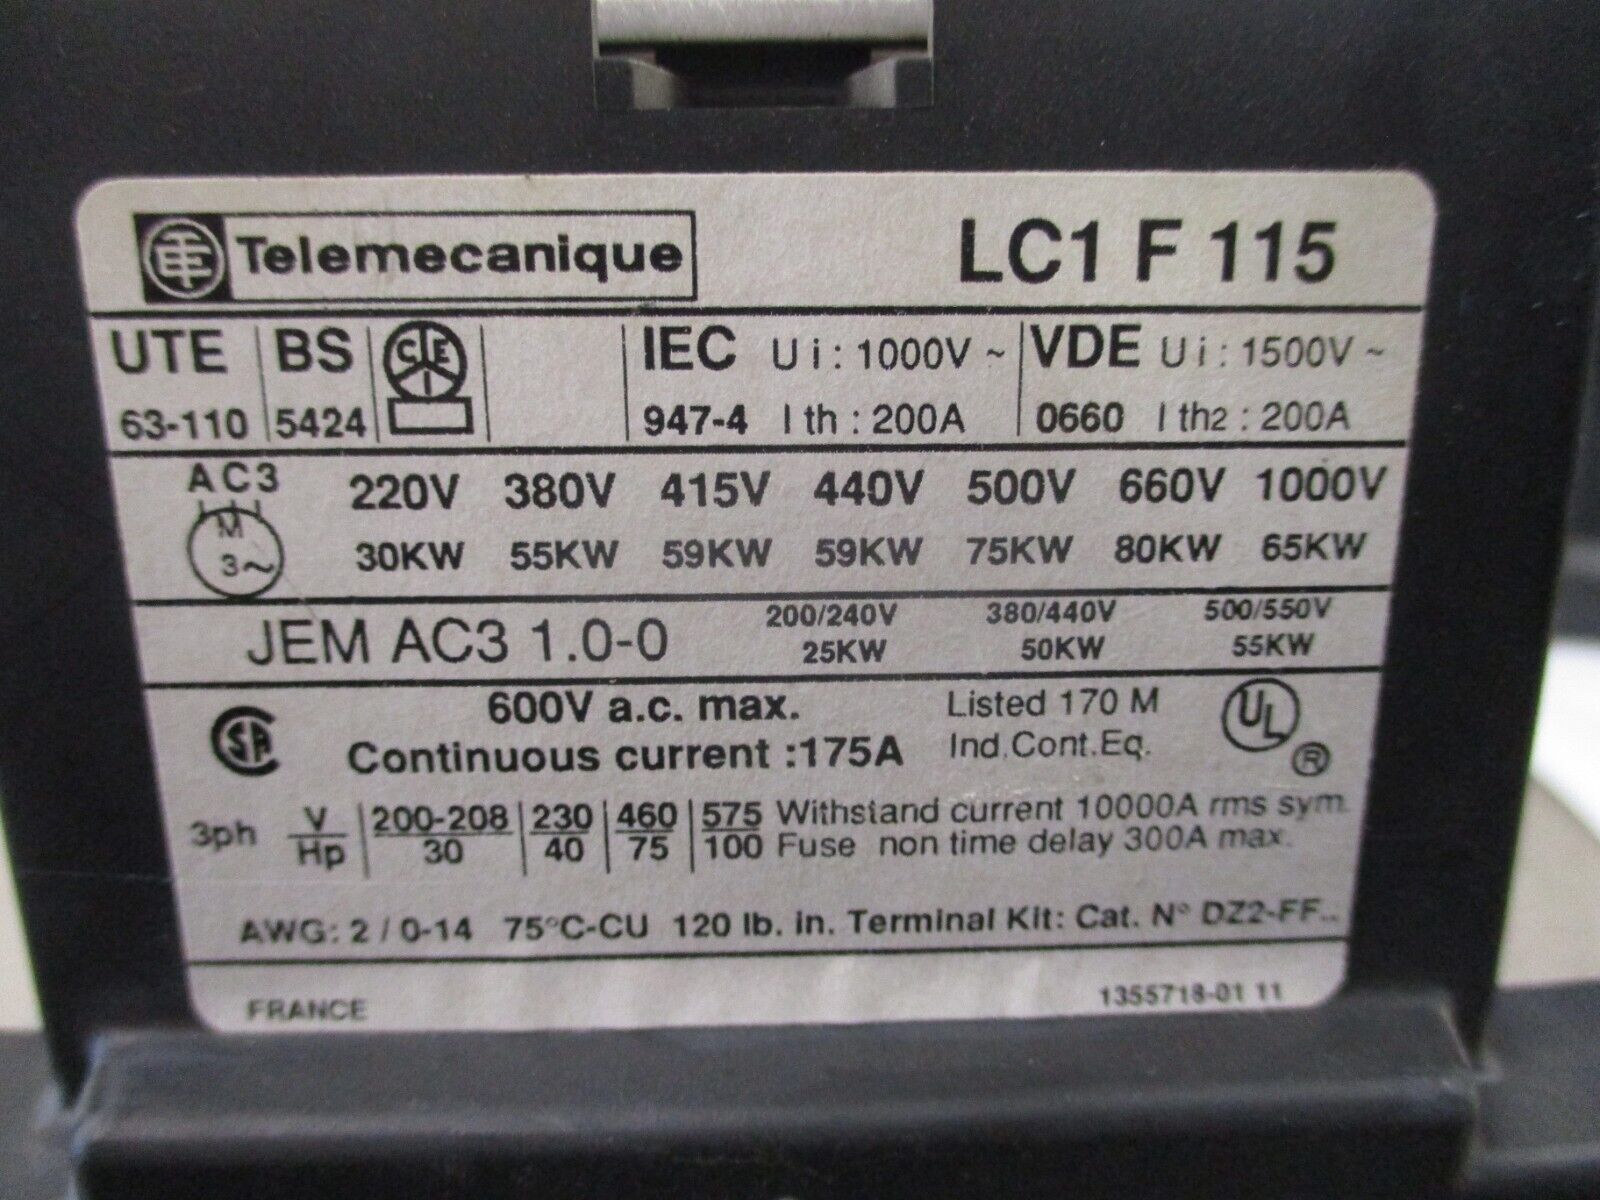 Telemecanique LC1 F 115
UTE BS CEI IEC Ui : 1000V ~ VDE Ui : 1500V ~
63-110 5424 947-4 Ith : 200A 0660 Ith2 : 200A
AC3 220V 380V 415V 440V 500V 660V 1000V
M
3~ 30KW 55KW 59KW 59KW 75KW 80KW 65KW
JEM AC3 1.0-0 200/240V 380/440V 500/550V
25KW 50KW 55KW
SA 600V a.c. max. Listed 170 M UL
Continuous current :175A Ind.Cont.Eq. ®
3ph V 200-208 230 460 575 Withstand current 10000A rms sym.
Hp 30 40 75 100 Fuse non time delay 300A max.
AWG: 2 / 0-14 75°C-CU 120 lb. in. Terminal Kit: Cat. N° DZ2-FF..
FRANCE 1355718-01 11